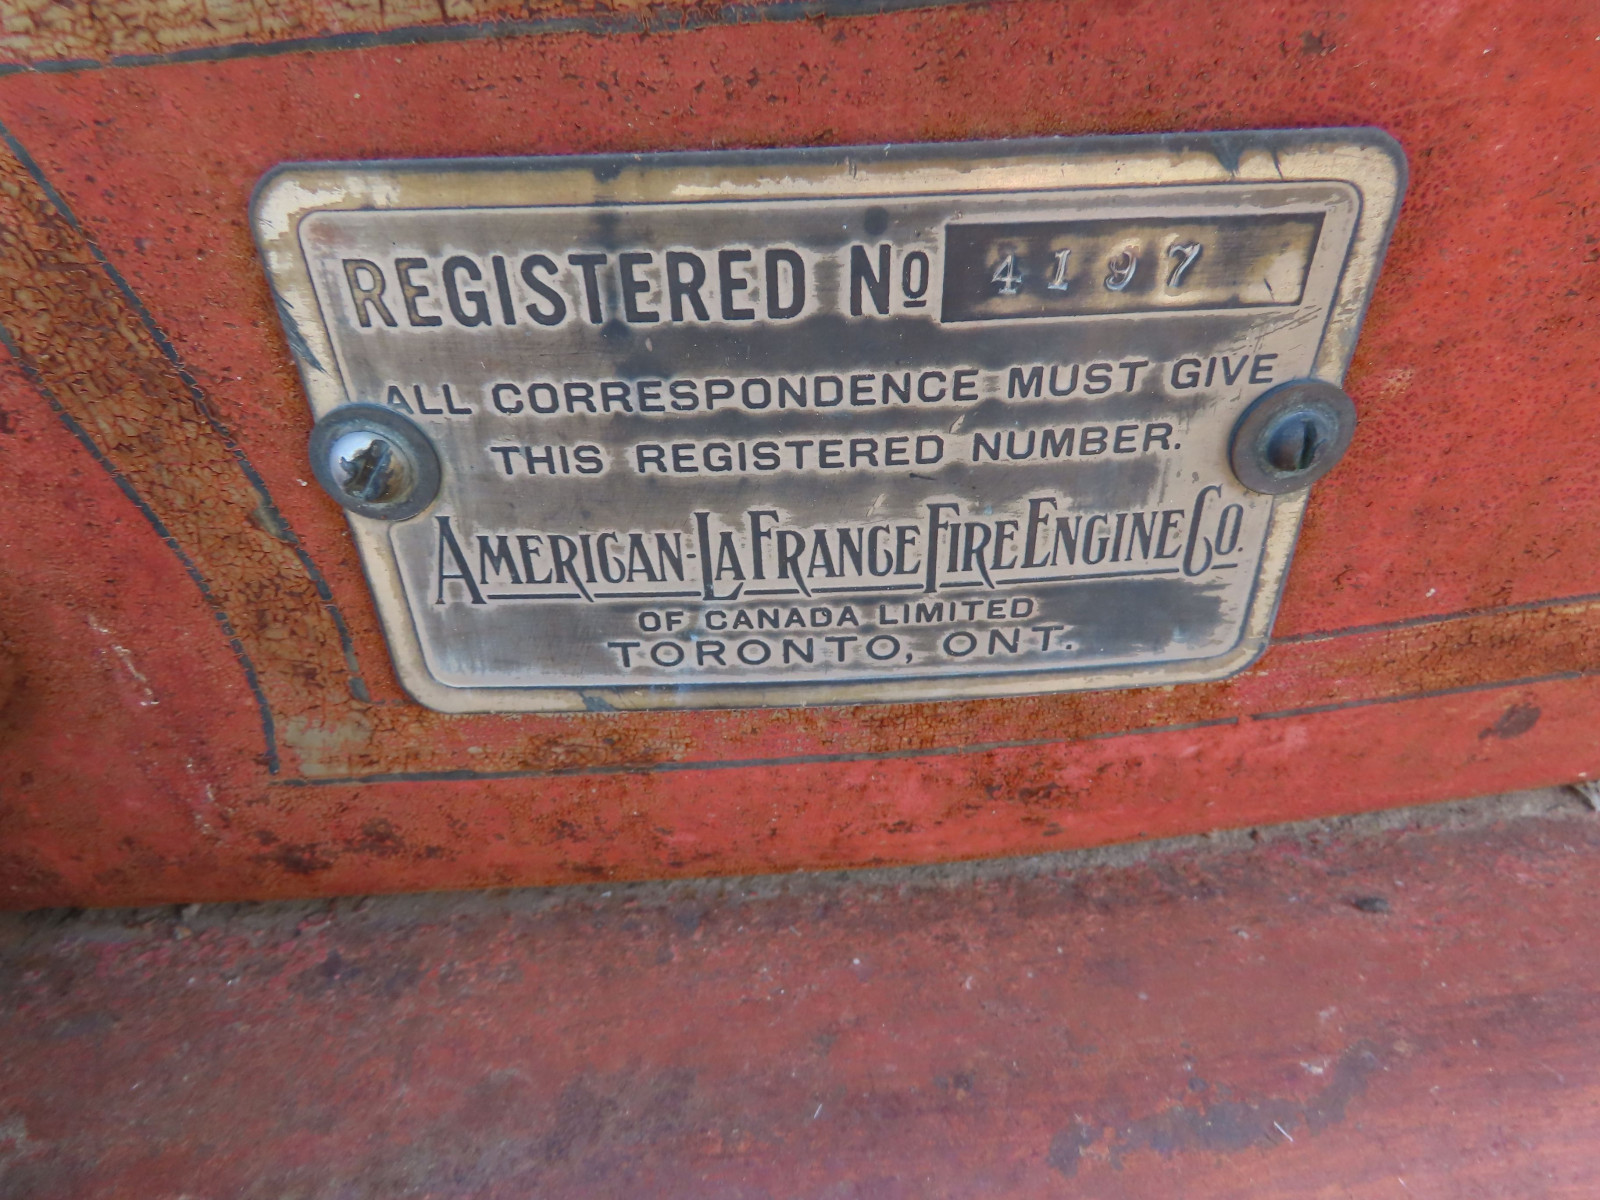 REGISTERED No 4197
ALL CORRESPONDENCE MUST GIVE
THIS REGISTERED NUMBER.
AMERICAN-LAFRANCE FIRE ENGINE CO.
OF CANADA LIMITED
TORONTO, ONT.